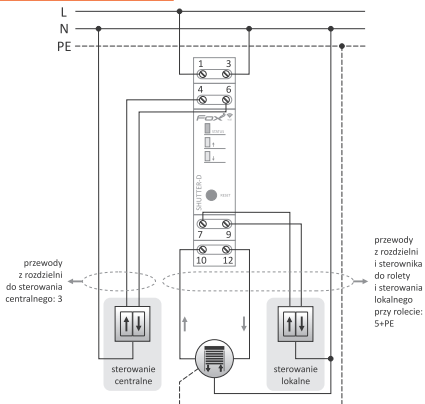 L
N
PE
1 3
4 6
Fox
STATUS
↑
↓
RESET
SHUTTER-D
7 9
10 12
przewody
z rozdzielni
do sterowania
centralnego: 3
przewody
z rozdzielni
i sterownika
do rolety
i sterowania
lokalnego
przy rolecie:
5+PE
sterowanie
centralne
sterowanie
lokalne